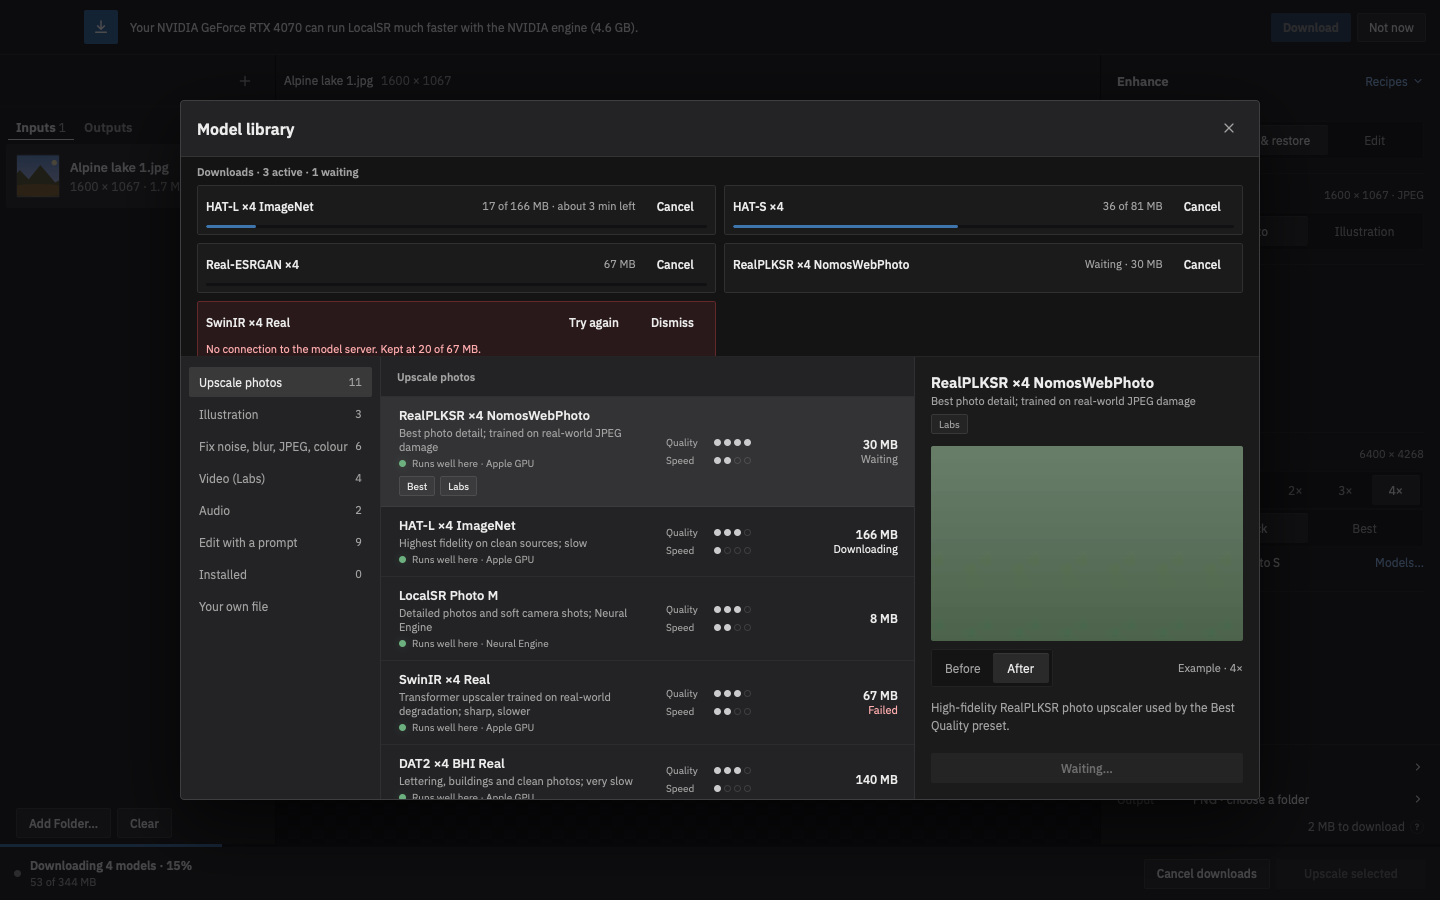 Your NVIDIA GeForce RTX 4070 can run LocalSR much faster with the NVIDIA engine (4.6 GB).
Download
Not now
Alpine lake 1.jpg 1600 × 1067
Enhance
Recipes
Inputs 1
Outputs
Alpine lake 1.jpg
1600 × 1067 · 1.7 M
& restore
Edit
1600 × 1067 · JPEG
Illustration
6400 × 4268
2×
3×
4×
Best
to S
Models...
Output
PNG · choose a folder
2 MB to download ?
Model library
Downloads · 3 active · 1 waiting
HAT-L ×4 ImageNet
17 of 166 MB · about 3 min left
Cancel
HAT-S ×4
36 of 81 MB
Cancel
Real-ESRGAN ×4
67 MB
Cancel
RealPLKSR ×4 NomosWebPhoto
Waiting · 30 MB
Cancel
SwinIR ×4 Real
Try again
Dismiss
No connection to the model server. Kept at 20 of 67 MB.
Upscale photos 11
Illustration 3
Fix noise, blur, JPEG, colour 6
Video (Labs) 4
Audio 2
Edit with a prompt 9
Installed 0
Your own file
Upscale photos
RealPLKSR ×4 NomosWebPhoto
Best photo detail; trained on real-world JPEG
damage
Runs well here · Apple GPU
Best
Labs
Quality
Speed
30 MB
Waiting
HAT-L ×4 ImageNet
Highest fidelity on clean sources; slow
Runs well here · Apple GPU
Quality
Speed
166 MB
Downloading
LocalSR Photo M
Detailed photos and soft camera shots; Neural
Engine
Runs well here · Neural Engine
Quality
Speed
8 MB
SwinIR ×4 Real
Transformer upscaler trained on real-world
degradation; sharp, slower
Runs well here · Apple GPU
Quality
Speed
67 MB
Failed
DAT2 ×4 BHI Real
Lettering, buildings and clean photos; very slow
Runs well here · Apple GPU
Quality
Speed
140 MB
RealPLKSR ×4 NomosWebPhoto
Best photo detail; trained on real-world JPEG damage
Labs
Before
After
Example · 4×
High-fidelity RealPLKSR photo upscaler used by the Best
Quality preset.
Waiting...
Add Folder...
Clear
Downloading 4 models · 15%
53 of 344 MB
Cancel downloads
Upscale selected